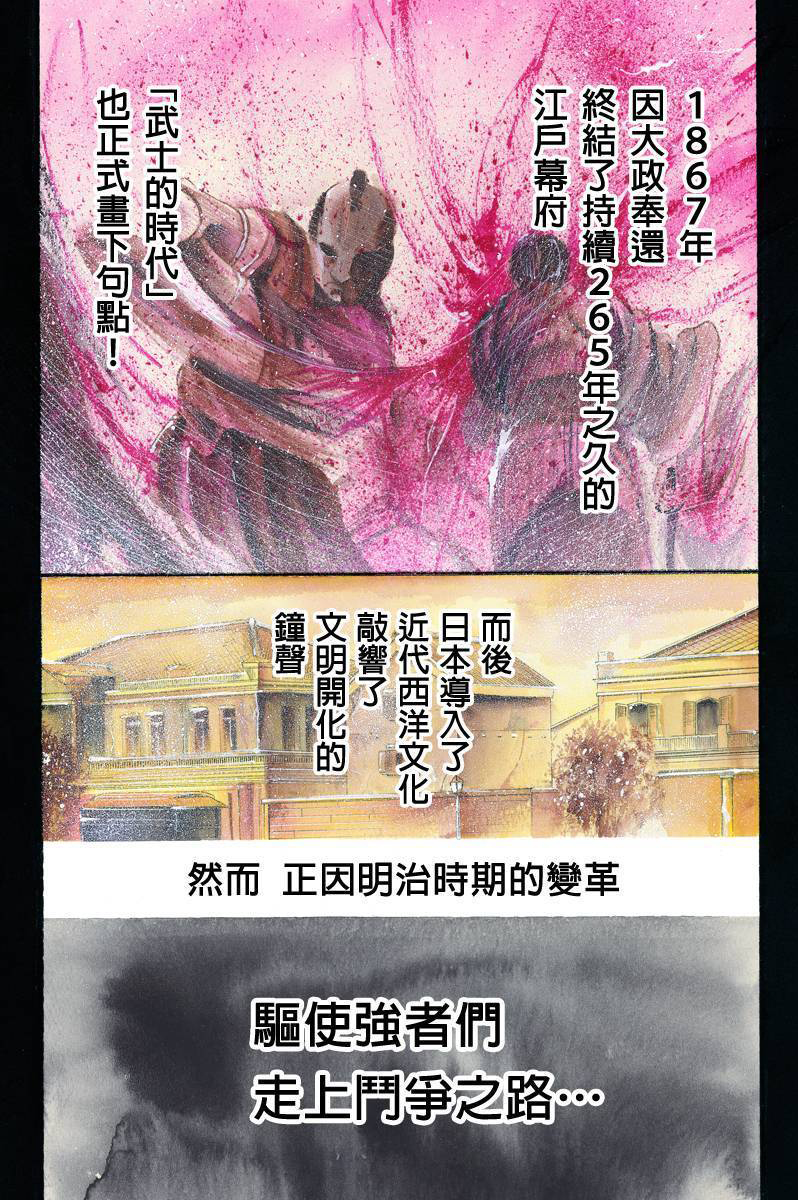 1867年
因大政奉還
終結了持續265年之久的
江戶幕府
「武士的時代」
也正式畫下句點！
而後
日本導入了
近代西洋文化
敲響了
文明開化的
鐘聲
然而 正因明治時期的變革
驅使強者們
走上鬥爭之路…